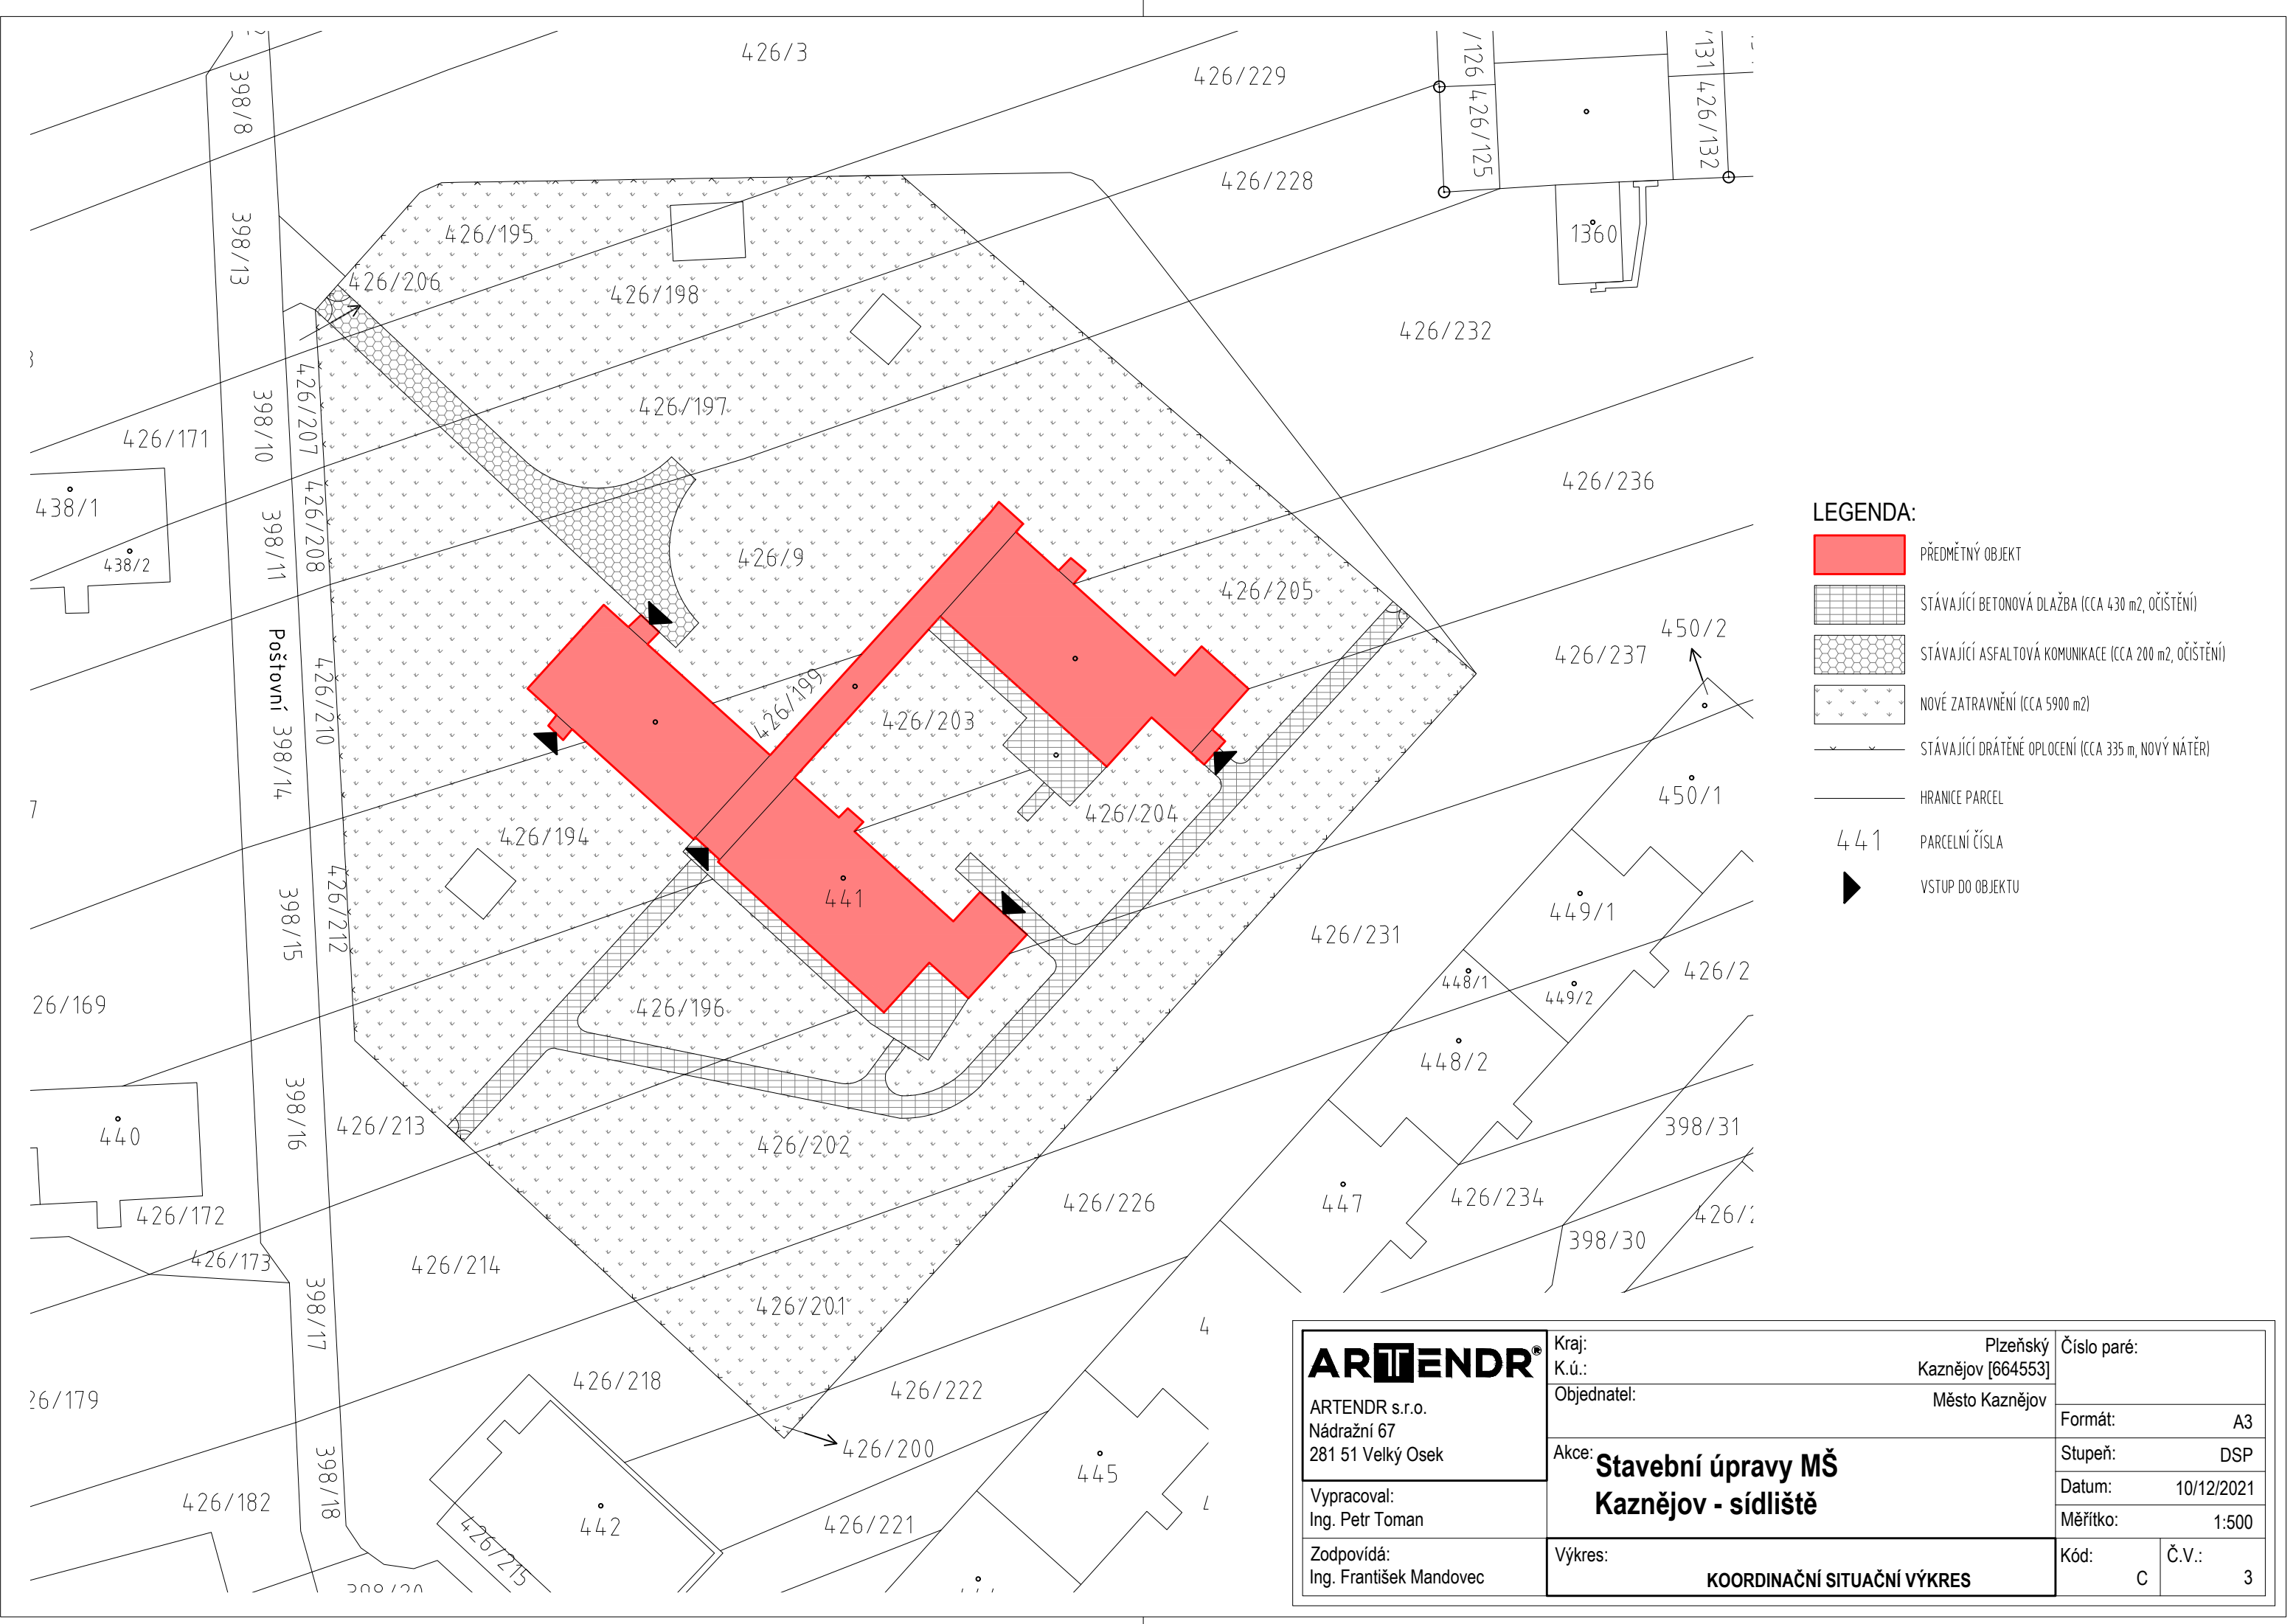 426/3
426/229
/126
426/125
/131
426/132
398/8
426/228
398/13
426/195
1360
426/206
426/198
426/232
426/207
398/10
426/197
426/171
438/1
438/2
426/208
398/11
426/9
426/236
426/205
450/2
426/237
Poštovní
426/210
426/199
426/203
398/14
450/1
426/204
426/194
441
426/212
398/15
449/1
426/231
426/2
448/1
449/2
26/169
426/196
448/2
398/16
440
426/213
426/202
398/31
426/172
426/226
447
426/234
398/30
426/173
426/214
398/17
426/201
426/218
426/222
26/179
426/200
398/18
445
426/182
442
426/221
426/215
LEGENDA:
PŘEDMĚTNÝ OBJEKT
STÁVAJÍCÍ BETONOVÁ DLAŽBA (CCA 430 m2, OČIŠTĚNÍ)
STÁVAJÍCÍ ASFALTOVÁ KOMUNIKACE (CCA 200 m2, OČIŠTĚNÍ)
NOVÉ ZATRAVNĚNÍ (CCA 5900 m2)
STÁVAJÍCÍ DRÁTĚNÉ OPLOCENÍ (CCA 335 m, NOVÝ NÁTĚR)
HRANICE PARCEL
441 PARCELNÍ ČÍSLA
VSTUP DO OBJEKTU
ARTENDR®
ARTENDR s.r.o.
Nádražní 67
281 51 Velký Osek
Vypracoval:
Ing. Petr Toman
Zodpovídá:
Ing. František Mandovec
Kraj: Plzeňský
K.ú.: Kaznějov [664553]
Objednatel: Město Kaznějov
Akce: Stavební úpravy MŠ
Kaznějov - sídliště
Výkres:
KOORDINAČNÍ SITUAČNÍ VÝKRES
Číslo paré:
Formát: A3
Stupeň: DSP
Datum: 10/12/2021
Měřítko: 1:500
Kód: C
Č.V.: 3